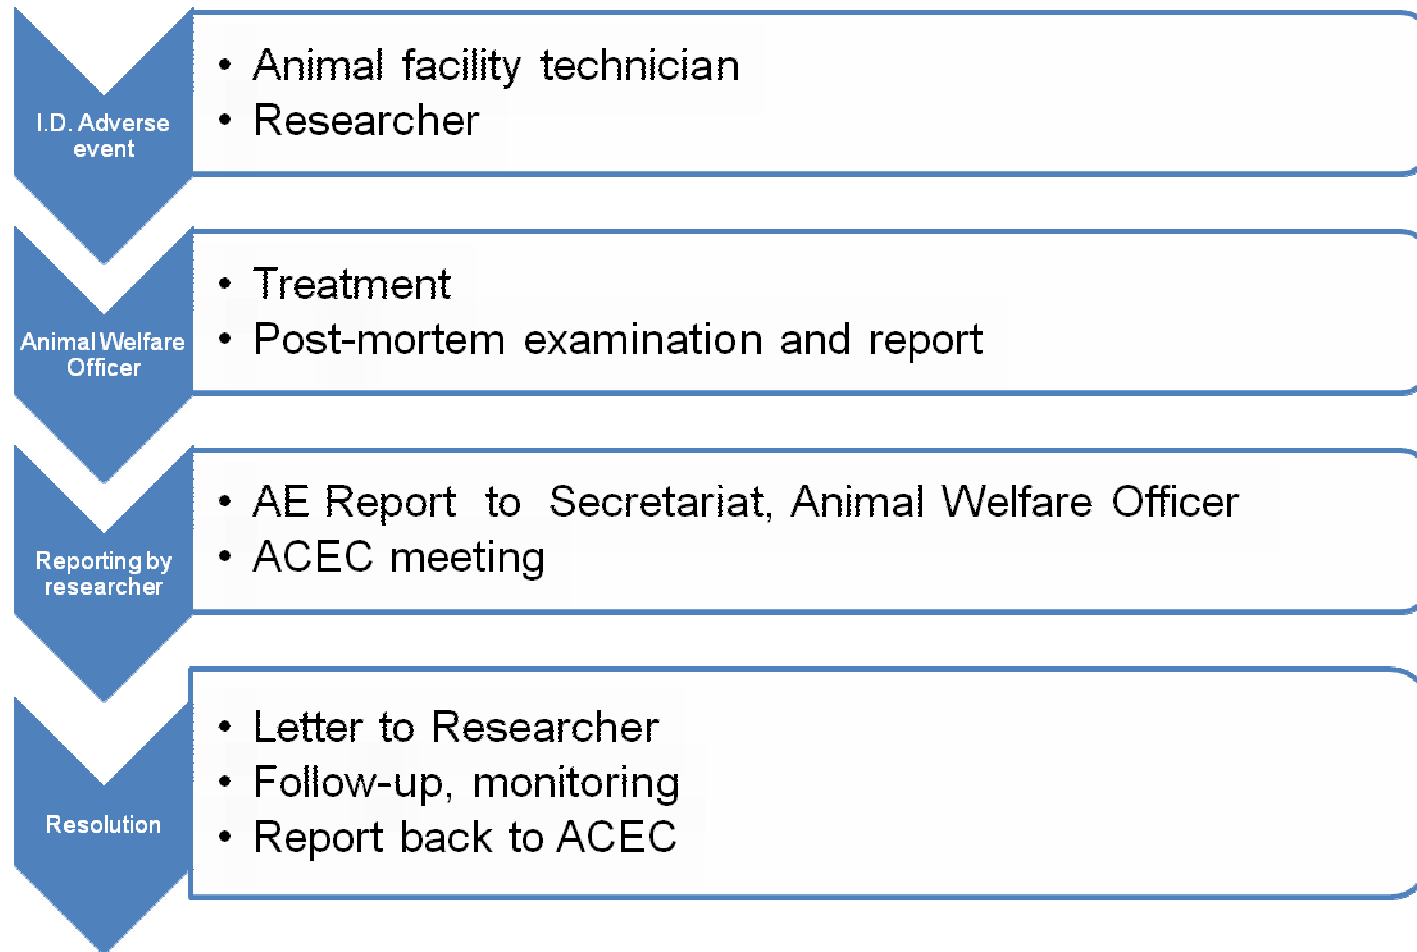 I.D. Adverse
event
• Animal facility technician
• Researcher
Animal Welfare
Officer
• Treatment
• Post-mortem examination and report
Reporting by
researcher
• AE Report to Secretariat, Animal Welfare Officer
• ACEC meeting
Resolution
• Letter to Researcher
• Follow-up, monitoring
• Report back to ACEC